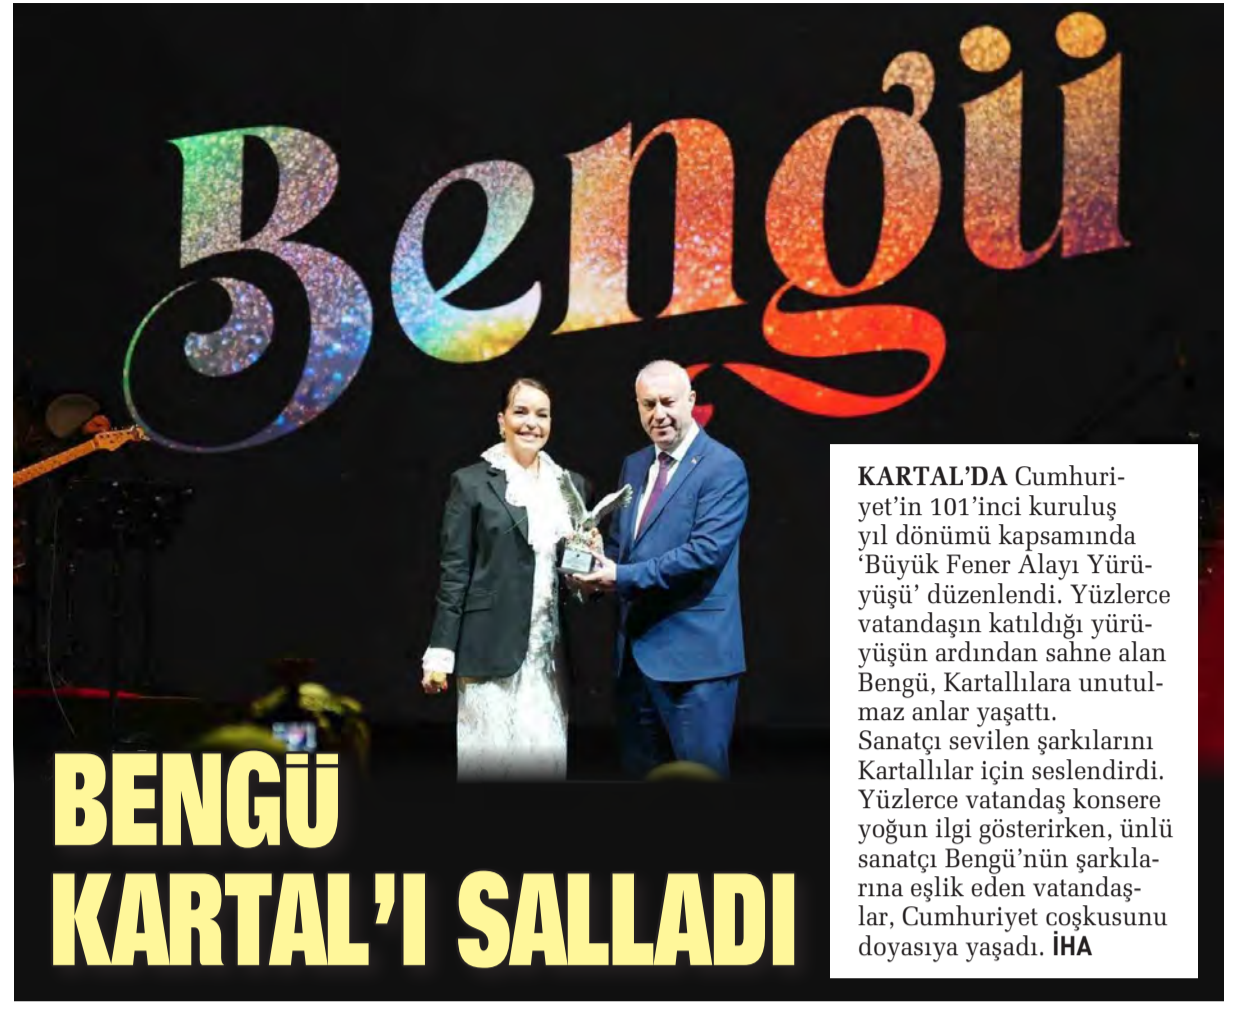 Bengü
BENGÜ
KARTAL’I SALLADI
KARTAL’DA Cumhuri-
yet’in 101’inci kuruluş
yıl dönümü kapsamında
‘Büyük Fener Alayı Yürü-
yüşü’ düzenlendi. Yüzlerce
vatandaşın katıldığı yürü-
yüşün ardından sahne alan
Bengü, Kartallılara unutul-
maz anlar yaşattı.
Sanatçı sevilen şarkılarını
Kartallılar için seslendirdi.
Yüzlerce vatandaş konsere
yoğun ilgi gösterirken, ünlü
sanatçı Bengü’nün şarkıla-
rına eşlik eden vatandaş-
lar, Cumhuriyet coşkusunu
doyasıya yaşadı. İHA